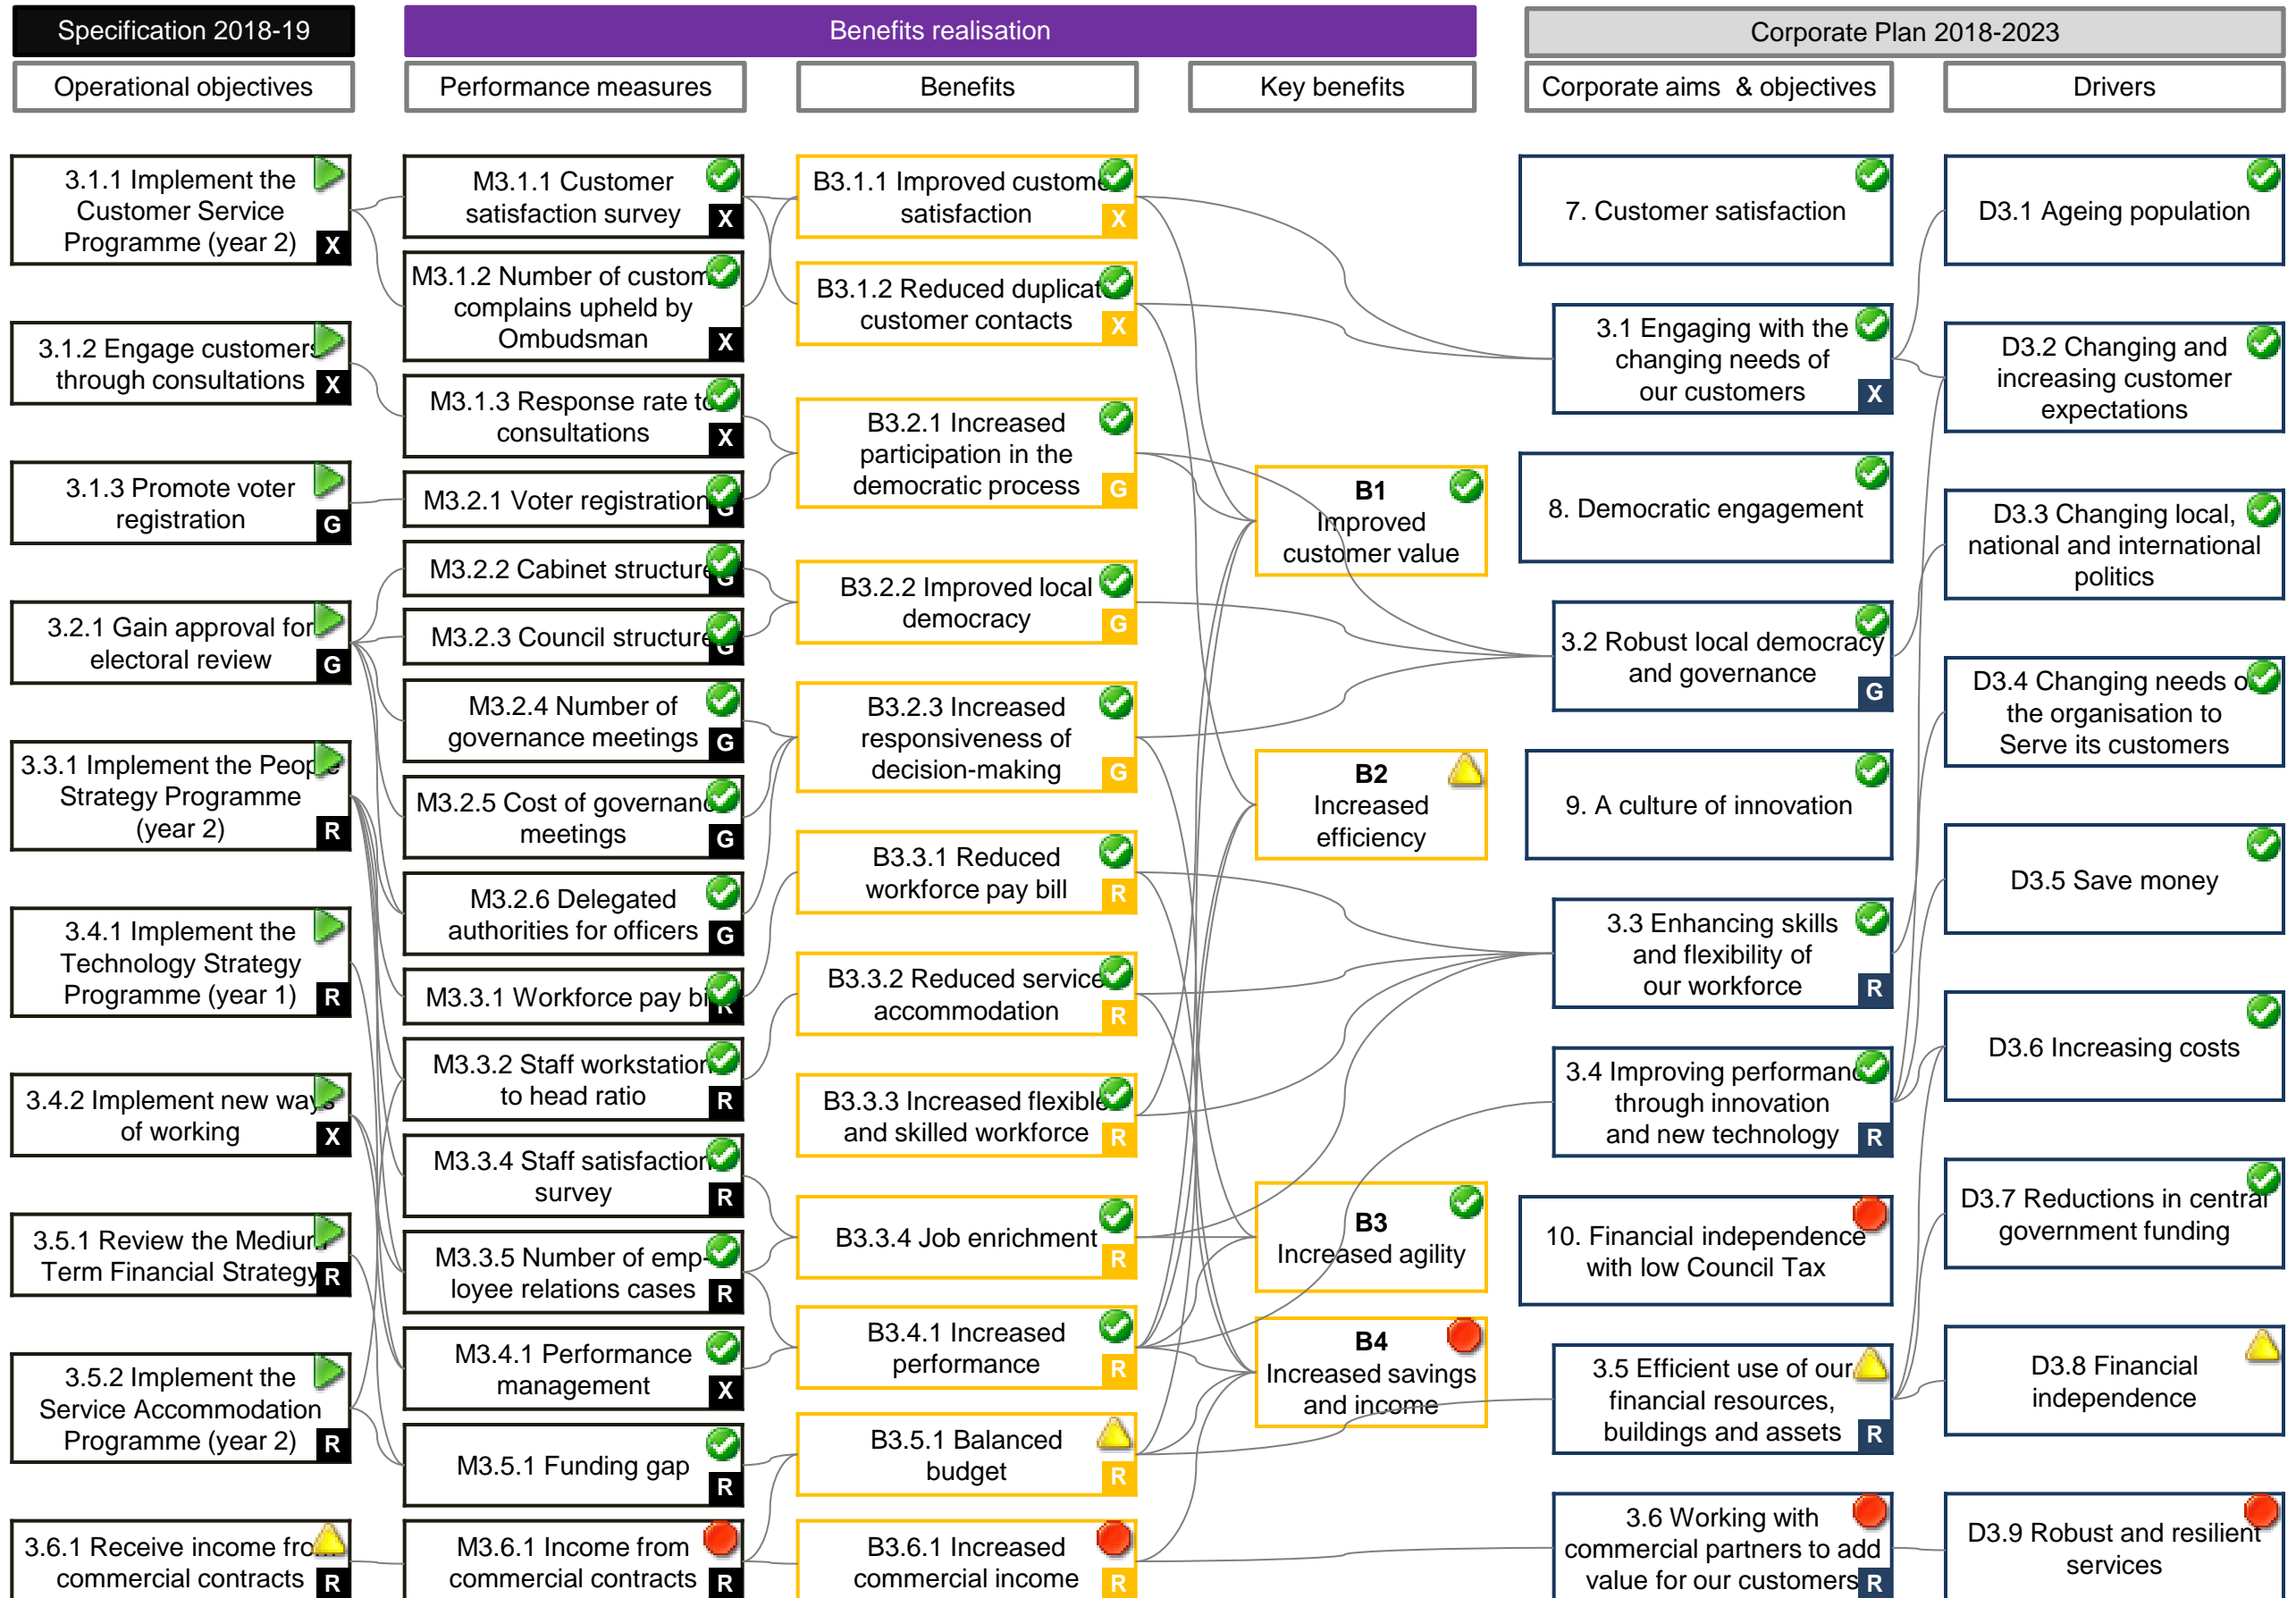 Specification 2018-19
Benefits realisation
Corporate Plan 2018-2023
Operational objectives
Performance measures
Benefits
Key benefits
Corporate aims & objectives
Drivers
3.1.1 Implement the
Customer Service
Programme (year 2)
X
3.1.2 Engage customers
through consultations
X
3.1.3 Promote voter
registration
G
3.2.1 Gain approval for
electoral review
G
3.3.1 Implement the People
Strategy Programme
(year 2)
R
3.4.1 Implement the
Technology Strategy
Programme (year 1)
R
3.4.2 Implement new ways
of working
X
3.5.1 Review the Medium
Term Financial Strategy
R
3.5.2 Implement the
Service Accommodation
Programme (year 2)
R
3.6.1 Receive income from
commercial contracts
R
M3.1.1 Customer
satisfaction survey
X
M3.1.2 Number of custom
complains upheld by
Ombudsman
X
M3.1.3 Response rate to
consultations
X
M3.2.1 Voter registration
G
M3.2.2 Cabinet structure
G
M3.2.3 Council structure
G
M3.2.4 Number of
governance meetings
G
M3.2.5 Cost of governanc
meetings
G
M3.2.6 Delegated
authorities for officers
G
M3.3.1 Workforce pay bi
R
M3.3.2 Staff workstation
to head ratio
R
M3.3.4 Staff satisfaction
survey
R
M3.3.5 Number of emp-
loyee relations cases
R
M3.4.1 Performance
management
X
M3.5.1 Funding gap
R
M3.6.1 Income from
commercial contracts
R
B3.1.1 Improved custome
satisfaction
X
B3.1.2 Reduced duplicat
customer contacts
X
B3.2.1 Increased
participation in the
democratic process
G
B3.2.2 Improved local
democracy
G
B3.2.3 Increased
responsiveness of
decision-making
G
B3.3.1 Reduced
workforce pay bill
R
B3.3.2 Reduced service
accommodation
R
B3.3.3 Increased flexible
and skilled workforce
R
B3.3.4 Job enrichment
R
B3.4.1 Increased
performance
R
B3.5.1 Balanced
budget
R
B3.6.1 Increased
commercial income
R
B1
Improved
customer value
B2
Increased
efficiency
B3
Increased agility
B4
Increased savings
and income
7. Customer satisfaction
3.1 Engaging with the
changing needs of
our customers
X
8. Democratic engagement
3.2 Robust local democracy
and governance
G
9. A culture of innovation
3.3 Enhancing skills
and flexibility of
our workforce
R
3.4 Improving performanc
through innovation
and new technology
R
10. Financial independence
with low Council Tax
3.5 Efficient use of our
financial resources,
buildings and assets
R
3.6 Working with
commercial partners to add
value for our customers
R
D3.1 Ageing population
D3.2 Changing and
increasing customer
expectations
D3.3 Changing local,
national and international
politics
D3.4 Changing needs o
the organisation to
Serve its customers
D3.5 Save money
D3.6 Increasing costs
D3.7 Reductions in central
government funding
D3.8 Financial
independence
D3.9 Robust and resilient
services